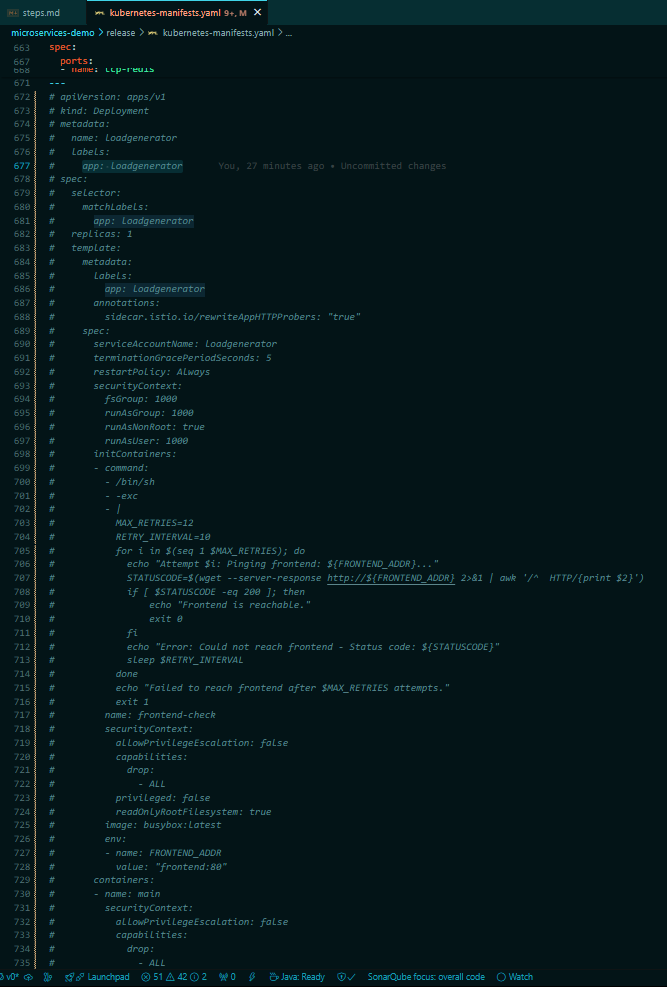 steps.md
kubernetes-manifests.yaml 9+, M
microservices-demo > release > kubernetes-manifests.yaml > ...
663 spec:
667   ports:
668   - name: tcp-redis
671 ---
672 # apiVersion: apps/v1
673 # kind: Deployment
674 # metadata:
675 #   name: loadgenerator
676 #   labels:
677 #     app: loadgenerator You, 27 minutes ago • Uncommitted changes
678 # spec:
679 #   selector:
680 #     matchLabels:
681 #       app: loadgenerator
682 #   replicas: 1
683 #   template:
684 #     metadata:
685 #       labels:
686 #         app: loadgenerator
687 #       annotations:
688 #         sidecar.istio.io/rewriteAppHTTPProbers: "true"
689 #     spec:
690 #       serviceAccountName: loadgenerator
691 #       terminationGracePeriodSeconds: 5
692 #       restartPolicy: Always
693 #       securityContext:
694 #         fsGroup: 1000
695 #         runAsGroup: 1000
696 #         runAsNonRoot: true
697 #         runAsUser: 1000
698 #       initContainers:
699 #       - command:
700 #         - /bin/sh
701 #         - -exc
702 #         - |
703 #           MAX_RETRIES=12
704 #           RETRY_INTERVAL=10
705 #           for i in $(seq 1 $MAX_RETRIES); do
706 #             echo "Attempt $i: Pinging frontend: ${FRONTEND_ADDR}..."
707 #             STATUSCODE=$(wget --server-response http://${FRONTEND_ADDR} 2>&1 | awk '/^  HTTP/{print $2}')
708 #             if [ $STATUSCODE -eq 200 ]; then
709 #                 echo "Frontend is reachable."
710 #                 exit 0
711 #             fi
712 #             echo "Error: Could not reach frontend - Status code: ${STATUSCODE}"
713 #             sleep $RETRY_INTERVAL
714 #           done
715 #           echo "Failed to reach frontend after $MAX_RETRIES attempts."
716 #           exit 1
717 #         name: frontend-check
718 #         securityContext:
719 #           allowPrivilegeEscalation: false
720 #           capabilities:
721 #             drop:
722 #               - ALL
723 #           privileged: false
724 #           readOnlyRootFilesystem: true
725 #         image: busybox:latest
726 #         env:
727 #         - name: FRONTEND_ADDR
728 #           value: "frontend:80"
729 #       containers:
730 #       - name: main
731 #         securityContext:
732 #           allowPrivilegeEscalation: false
733 #           capabilities:
734 #             drop:
735 #               - ALL
v0* Launchpad 51 42 2 0 Java: Ready SonarQube focus: overall code Watch